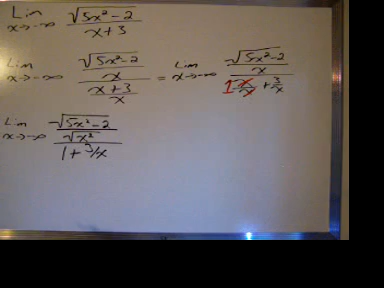 Lim x→-∞ √(5x²-2) / (x+3)
Lim x→-∞ (√(5x²-2) / x) / ((x+3) / x) = Lim x→-∞ (√(5x²-2) / x) / (1 x/x + 3/x)
Lim x→-∞ (√(5x²-2) / √x²) / (1 + 3/x)